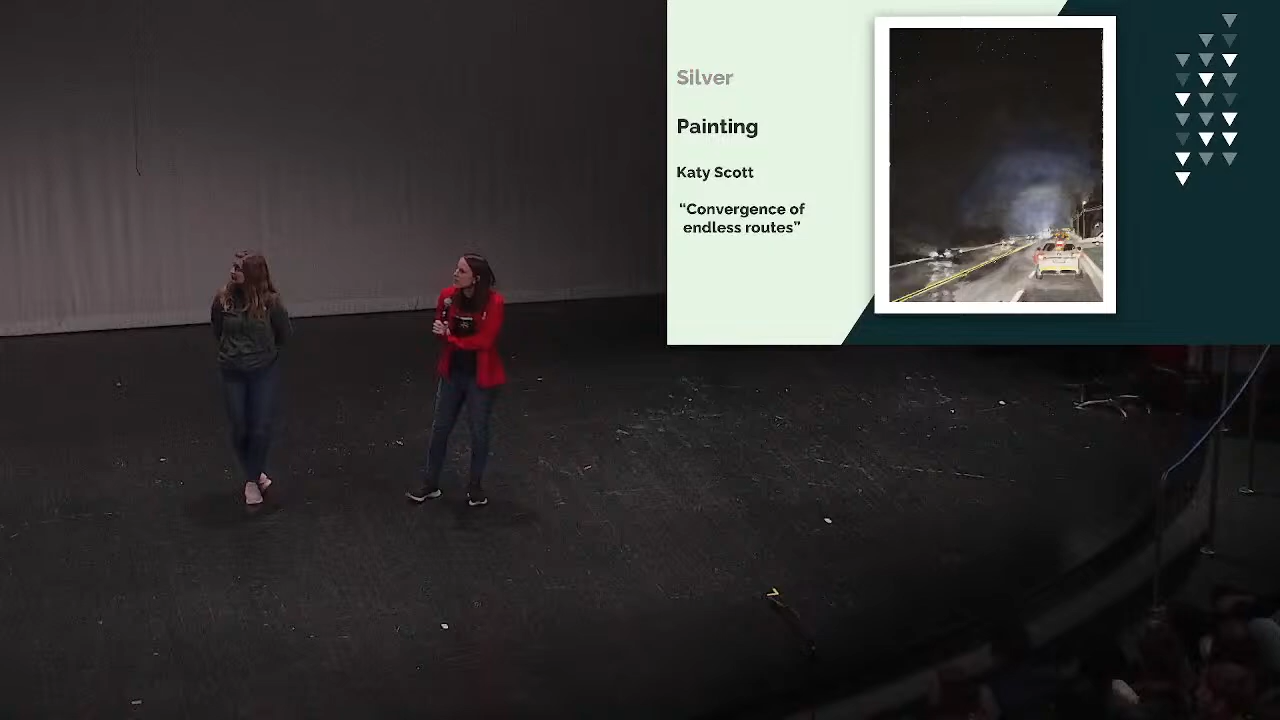 Silver
Painting
Katy Scott
“Convergence of
endless routes”